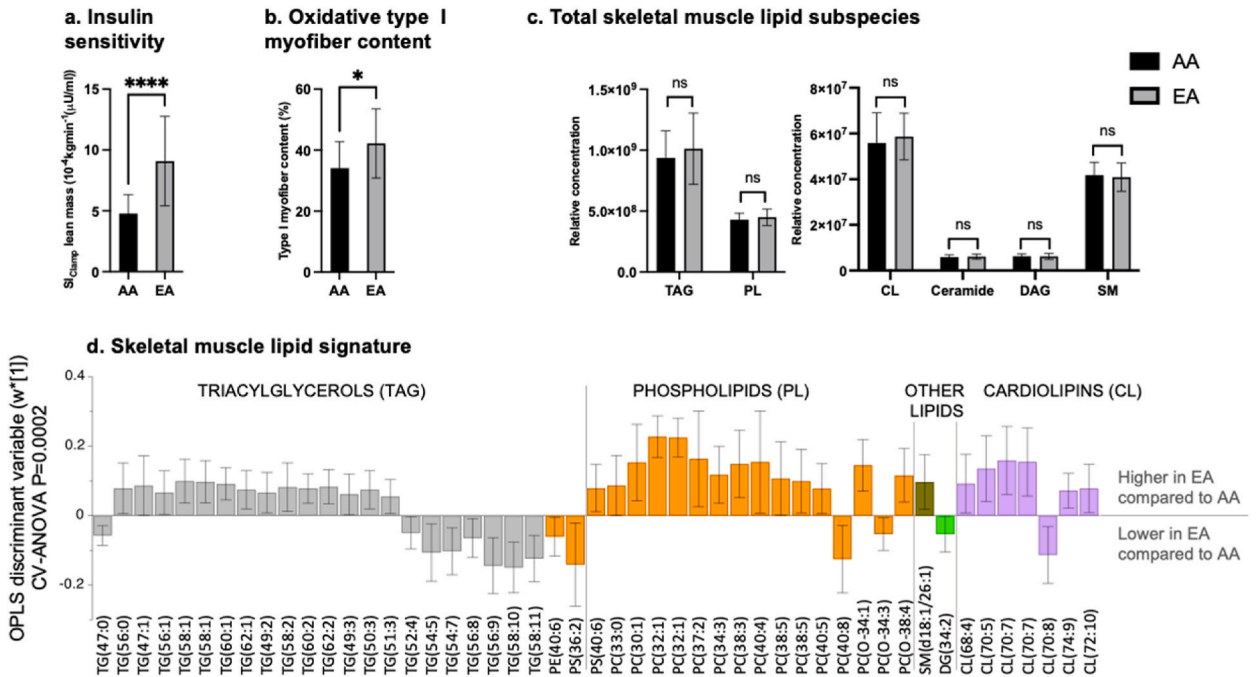 a. Insulin
sensitivity
b. Oxidative type I
myofiber content
c. Total skeletal muscle lipid subspecies
AA
EA
SIClamp lean mass (10⁻⁴kgmin⁻¹(μU/ml))
15
10
5
0
****
AA EA
Type I myofiber content (%)
60
40
20
0
*
AA EA
Relative concentration
1.5×10⁹
1.0×10⁹
5.0×10⁸
0.0
ns
ns
TAG PL
Relative concentration
8×10⁷
6×10⁷
4×10⁷
2×10⁷
0
ns
ns
ns
ns
CL Ceramide DAG SM
d. Skeletal muscle lipid signature
OPLS discriminant variable (w*[1])
CV-ANOVA P=0.0002
0.4
0.2
0
-0.2
TRIACYLGLYCEROLS (TAG)
PHOSPHOLIPIDS (PL)
OTHER
LIPIDS
CARDIOLIPINS (CL)
Higher in EA
compared to AA
Lower in EA
compared to AA
TG(47:0)
TG(56:0)
TG(47:1)
TG(56:1)
TG(58:1)
TG(58:1)
TG(60:1)
TG(62:1)
TG(49:2)
TG(58:2)
TG(60:2)
TG(62:2)
TG(49:3)
TG(50:3)
TG(51:3)
TG(52:4)
TG(54:5)
TG(54:7)
TG(56:8)
TG(56:9)
TG(58:10)
TG(58:11)
PE(40:6)
PS(36:2)
PS(40:6)
PC(33:0)
PC(30:1)
PC(32:1)
PC(32:1)
PC(37:2)
PC(34:3)
PC(38:3)
PC(40:4)
PC(38:5)
PC(38:5)
PC(40:5)
PC(40:8)
PC(O-34:1)
PC(O-34:3)
PC(O-38:4)
SM(d18:1/26:1)
DG(34:2)
CL(68:4)
CL(70:5)
CL(70:7)
CL(70:7)
CL(70:8)
CL(74:9)
CL(72:10)